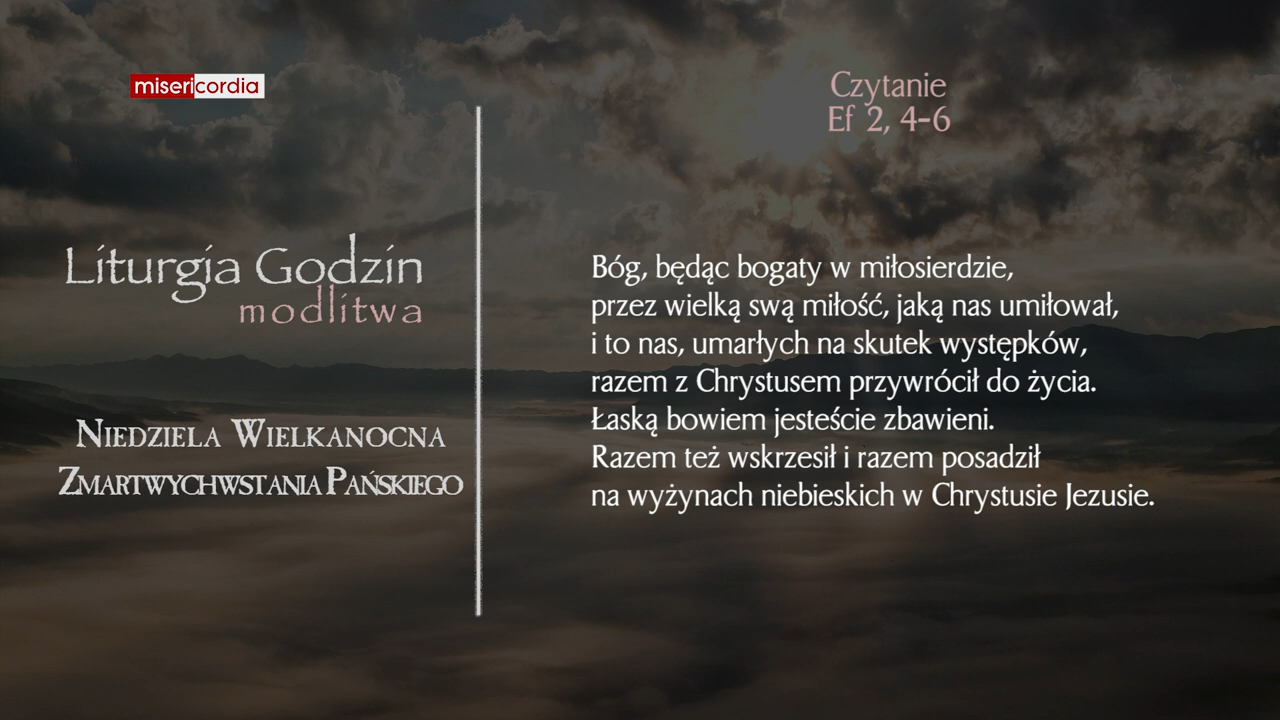 misericordia
Liturgia Godzin
modlitwa
Niedziela Wielkanocna
Zmartwychwstania Pańskiego
Czytanie
Ef 2, 4-6
Bóg, będąc bogaty w miłosierdzie,
przez wielką swą miłość, jaką nas umiłował,
i to nas, umarłych na skutek występków,
razem z Chrystusem przywrócił do życia.
Łaską bowiem jesteście zbawieni.
Razem też wskrzesił i razem posadził
na wyżynach niebieskich w Chrystusie Jezusie.